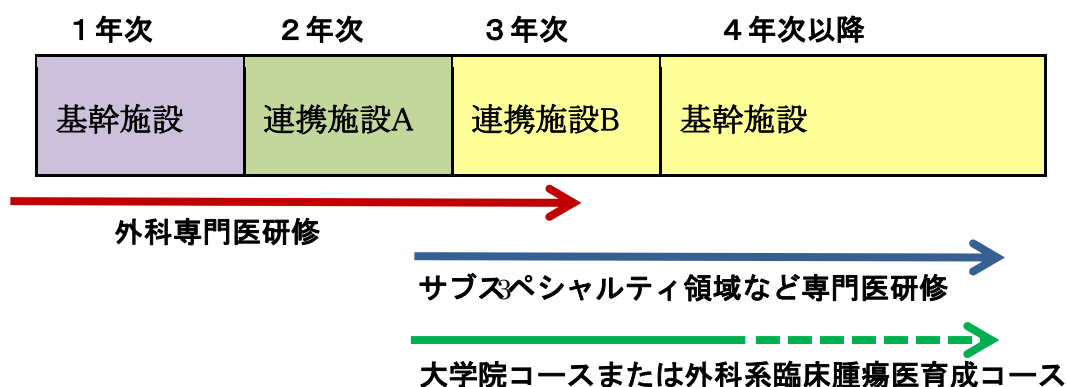 １年次 ２年次 ３年次 ４年次以降
基幹施設 連携施設A 連携施設B 基幹施設
外科専門医研修
サブスペシャルティ領域など専門医研修
3
大学院コースまたは外科系臨床腫瘍医育成コース